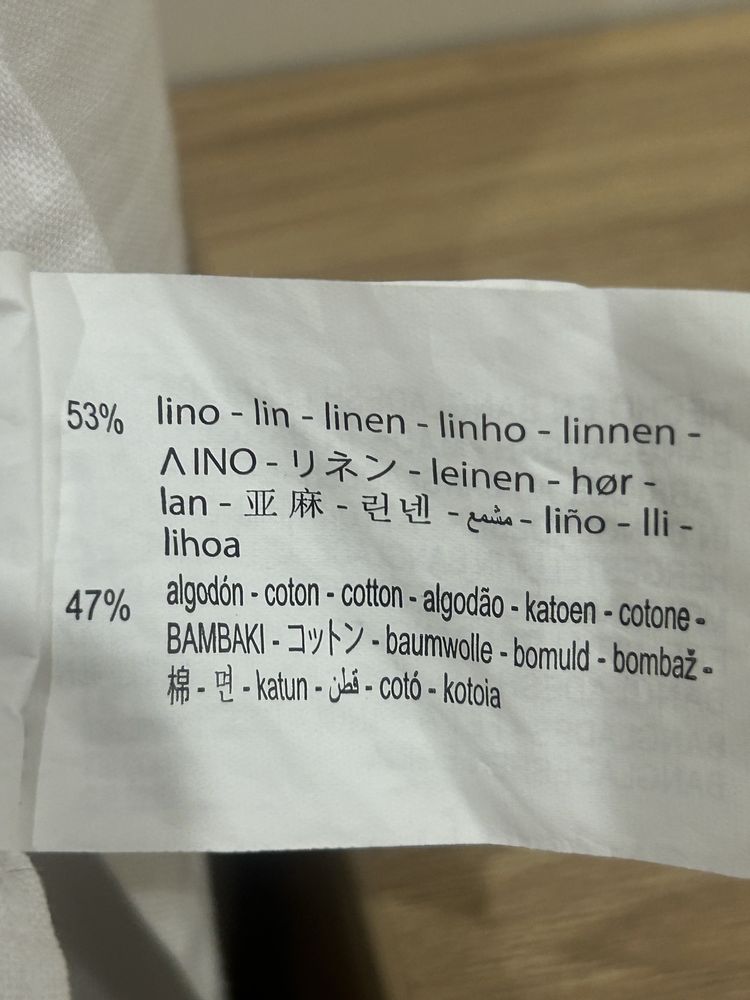 53% lino - lin - linen - linho - linnen -
ΛINO - リネン - leinen - hør -
lan - 亚麻 - 린넨 - مشمع - liño - lli -
lihoa
47% algodón - coton - cotton - algodão - katoen - cotone -
BAMBAKI - コットン - baumwolle - bomuld - bombaž -
棉 - 면 - katun - قطن - cotó - kotoia